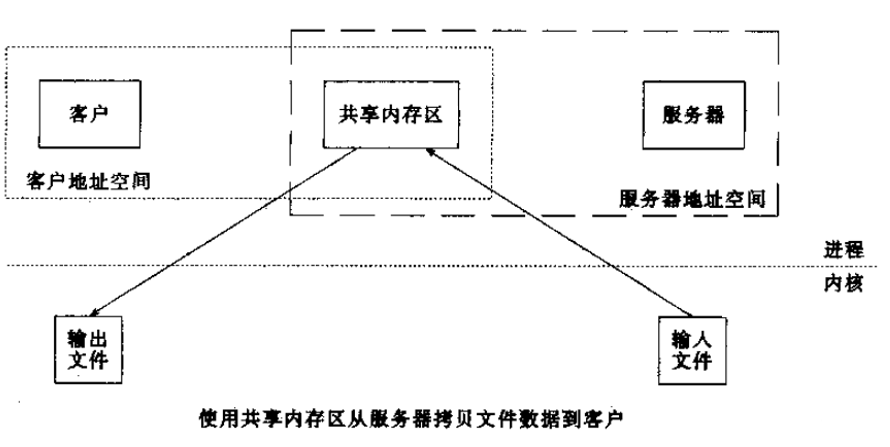 客户
共享内存区
服务器
客户地址空间
服务器地址空间
进程
内核
输出
文件
输入
文件
使用共享内存区从服务器拷贝文件数据到客户